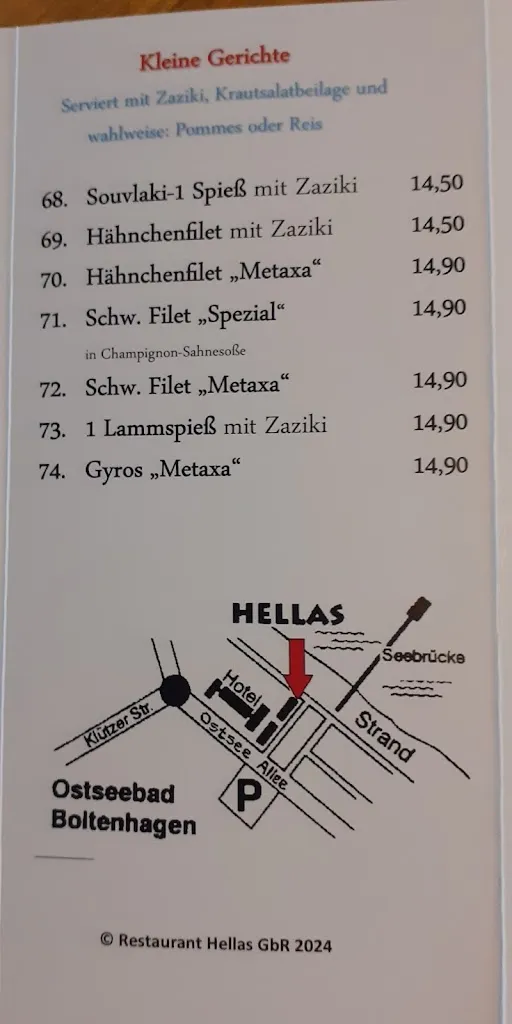 Kleine Gerichte
Serviert mit Zaziki, Krautsalatbeilage und
wahlweise: Pommes oder Reis
68. Souvlaki-1 Spieß mit Zaziki 14,50
69. Hähnchenfilet mit Zaziki 14,50
70. Hähnchenfilet „Metaxa“ 14,90
71. Schw. Filet „Spezial“ 14,90
in Champignon-Sahnesoße
72. Schw. Filet „Metaxa“ 14,90
73. 1 Lammspieß mit Zaziki 14,90
74. Gyros „Metaxa“ 14,90
HELLAS
Seebrücke
Hotel
Klützer Str.
Ostsee Allee
Strand
P
Ostseebad
Boltenhagen
© Restaurant Hellas GbR 2024